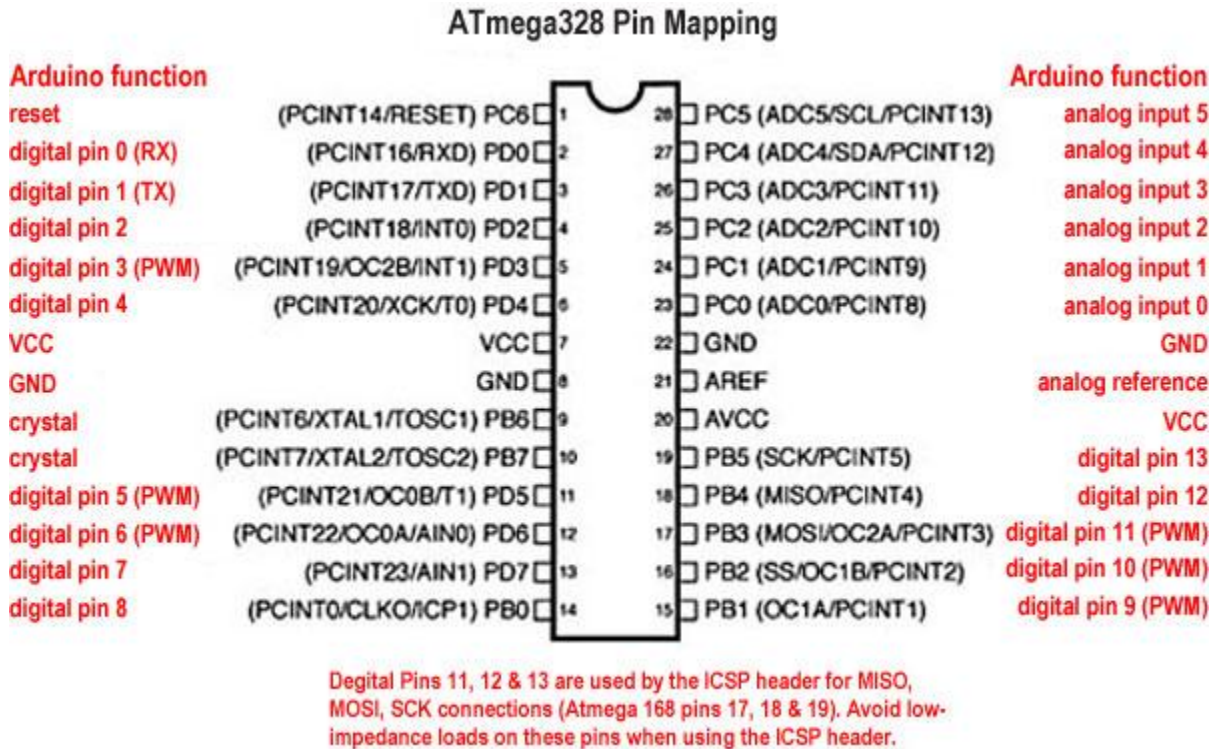 ATmega328 Pin Mapping
Arduino function Arduino function
reset (PCINT14/RESET) PC6 1 28 PC5 (ADC5/SCL/PCINT13) analog input 5
digital pin 0 (RX) (PCINT16/RXD) PD0 2 27 PC4 (ADC4/SDA/PCINT12) analog input 4
digital pin 1 (TX) (PCINT17/TXD) PD1 3 26 PC3 (ADC3/PCINT11) analog input 3
digital pin 2 (PCINT18/INT0) PD2 4 25 PC2 (ADC2/PCINT10) analog input 2
digital pin 3 (PWM) (PCINT19/OC2B/INT1) PD3 5 24 PC1 (ADC1/PCINT9) analog input 1
digital pin 4 (PCINT20/XCK/T0) PD4 6 23 PC0 (ADC0/PCINT8) analog input 0
VCC VCC 7 22 GND GND
GND GND 8 21 AREF analog reference
crystal (PCINT6/XTAL1/TOSC1) PB6 9 20 AVCC VCC
crystal (PCINT7/XTAL2/TOSC2) PB7 10 19 PB5 (SCK/PCINT5) digital pin 13
digital pin 5 (PWM) (PCINT21/OC0B/T1) PD5 11 18 PB4 (MISO/PCINT4) digital pin 12
digital pin 6 (PWM) (PCINT22/OC0A/AIN0) PD6 12 17 PB3 (MOSI/OC2A/PCINT3) digital pin 11 (PWM)
digital pin 7 (PCINT23/AIN1) PD7 13 16 PB2 (SS/OC1B/PCINT2) digital pin 10 (PWM)
digital pin 8 (PCINT0/CLKO/ICP1) PB0 14 15 PB1 (OC1A/PCINT1) digital pin 9 (PWM)
Degital Pins 11, 12 & 13 are used by the ICSP header for MISO,
MOSI, SCK connections (Atmega 168 pins 17, 18 & 19). Avoid low-
impedance loads on these pins when using the ICSP header.